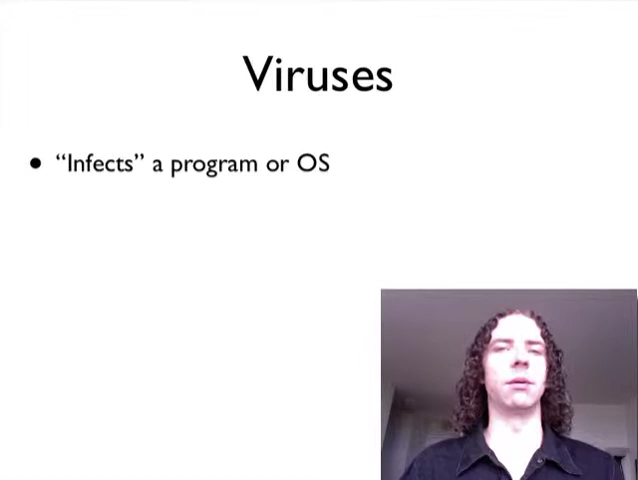 Viruses
• “Infects” a program or OS